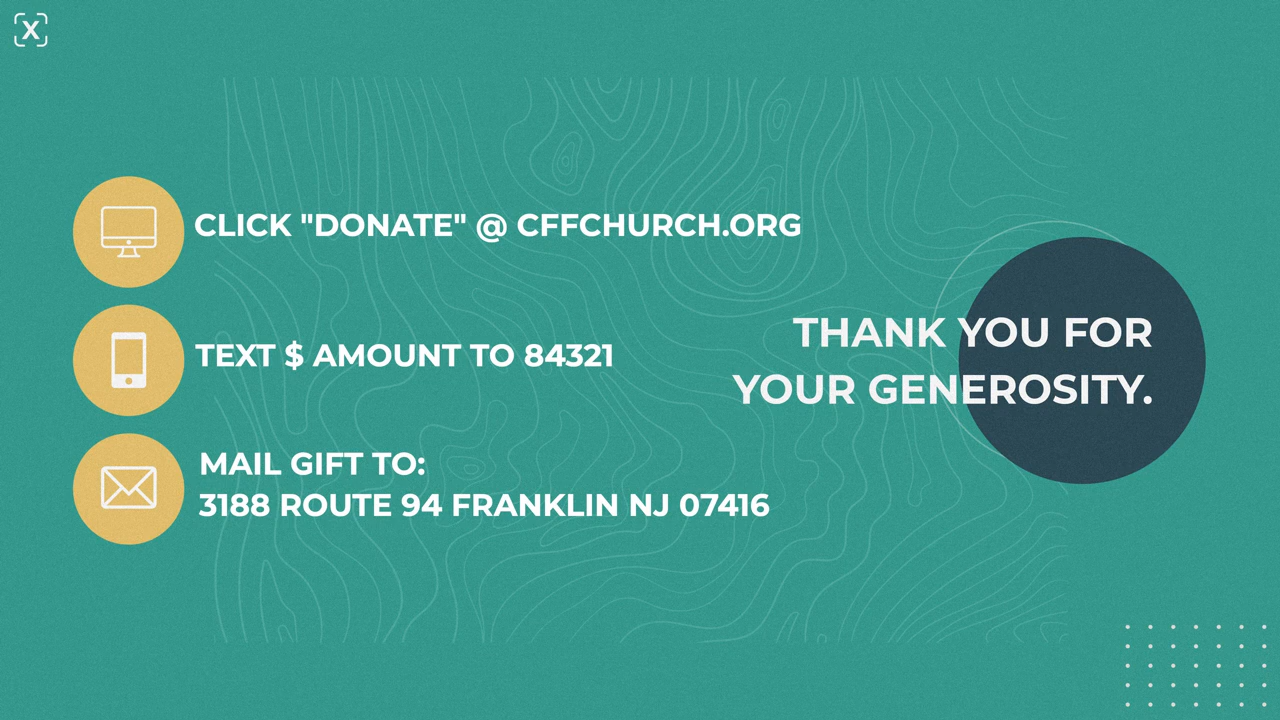 X
CLICK "DONATE" @ CFFCHURCH.ORG
TEXT $ AMOUNT TO 84321
MAIL GIFT TO:
3188 ROUTE 94 FRANKLIN NJ 07416
THANK YOU FOR
YOUR GENEROSITY.